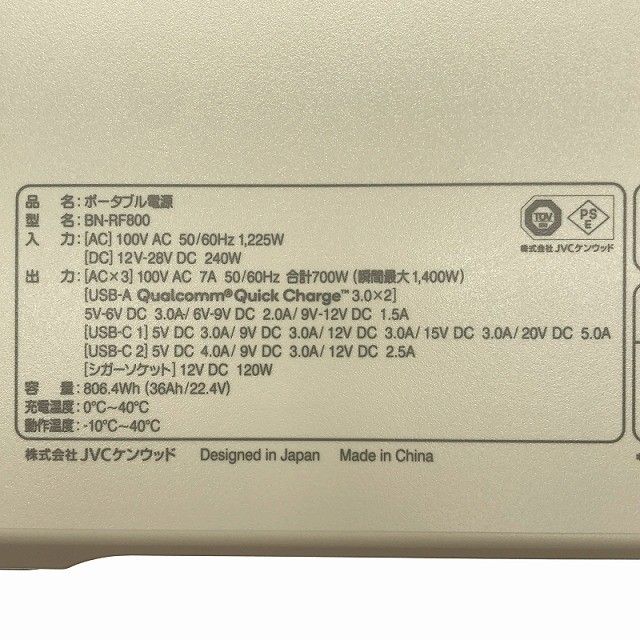 品 名:ポータブル電源
型 名:BN-RF800
入 力:[AC] 100V AC 50/60Hz 1,225W
[DC] 12V-28V DC 240W
出 力:[AC×3] 100V AC 7A 50/60Hz 合計700W (瞬間最大1,400W)
[USB-A Qualcomm® Quick Charge™ 3.0×2]
5V-6V DC 3.0A/ 6V-9V DC 2.0A/ 9V-12V DC 1.5A
[USB-C 1] 5V DC 3.0A/ 9V DC 3.0A/ 12V DC 3.0A/ 15V DC 3.0A/ 20V DC 5.0A
[USB-C 2] 5V DC 4.0A/ 9V DC 3.0A/ 12V DC 2.5A
[シガーソケット] 12V DC 120W
容 量:806.4Wh (36Ah/22.4V)
充電温度:0℃~40℃
動作温度:-10℃~40℃
TÜV
PS
E
株式会社JVCケンウッド
株式会社 JVCケンウッド Designed in Japan Made in China